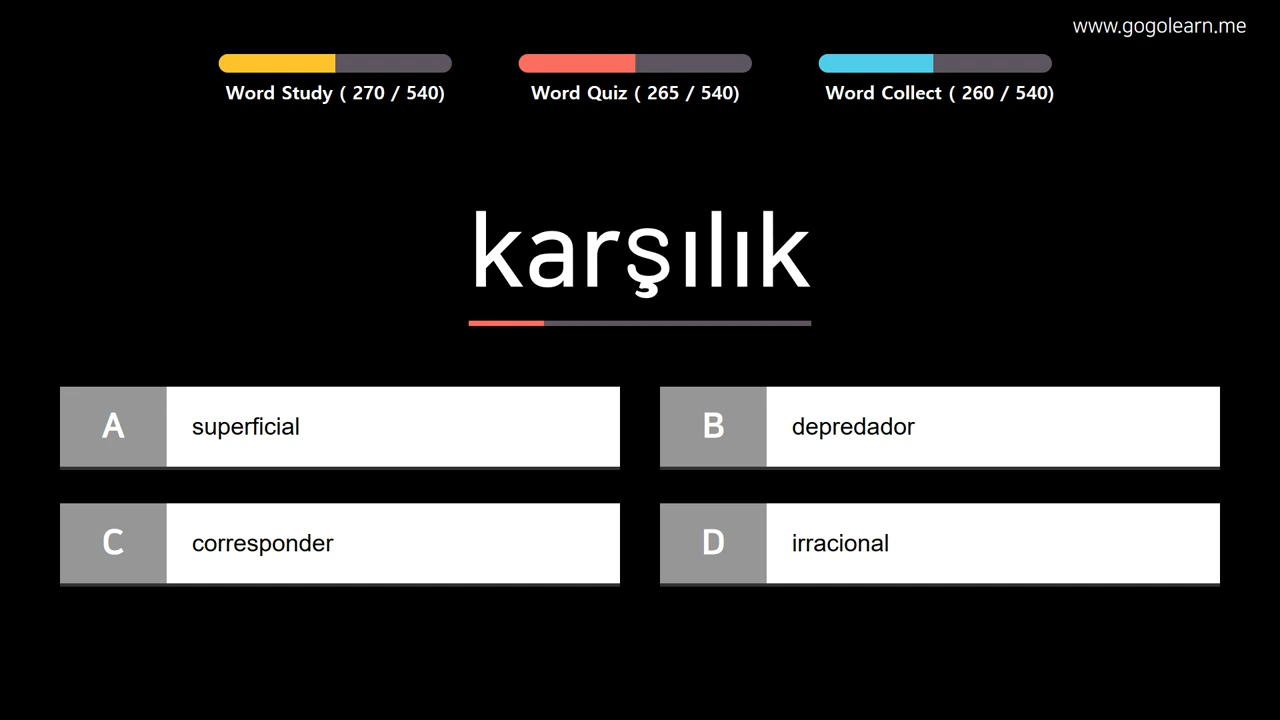 www.gogolearn.me
Word Study ( 270 / 540)
Word Quiz ( 265 / 540)
Word Collect ( 260 / 540)
karşılık
A superficial
B depredador
C corresponder
D irracional